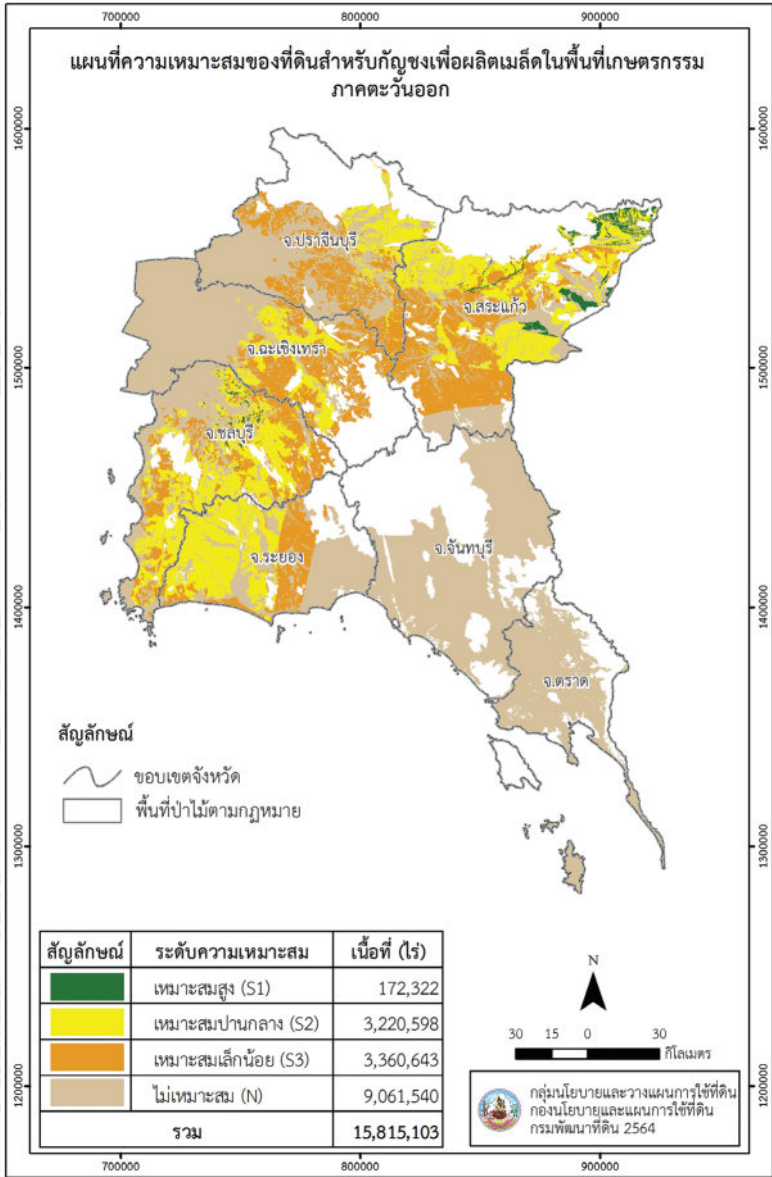 700000 800000 900000
แผนที่ความเหมาะสมของที่ดินสำหรับกัญชงเพื่อผลิตเมล็ดในพื้นที่เกษตรกรรม
ภาคตะวันออก
1600000 1600000
จ.ปราจีนบุรี
จ.สระแก้ว
จ.ฉะเชิงเทรา
1500000 1500000
จ.ชลบุรี
จ.ระยอง
จ.จันทบุรี
1400000 1400000
จ.ตราด
สัญลักษณ์
ขอบเขตจังหวัด
พื้นที่ป่าไม้ตามกฎหมาย
1300000 1300000
สัญลักษณ์ ระดับความเหมาะสม เนื้อที่ (ไร่)
เหมาะสมสูง (S1) 172,322
เหมาะสมปานกลาง (S2) 3,220,598
เหมาะสมเล็กน้อย (S3) 3,360,643
ไม่เหมาะสม (N) 9,061,540
รวม 15,815,103
N
30 15 0 30
กิโลเมตร
1200000 1200000
กลุ่มนโยบายและวางแผนการใช้ที่ดิน
กองนโยบายและแผนการใช้ที่ดิน
กรมพัฒนาที่ดิน 2564
700000 800000 900000